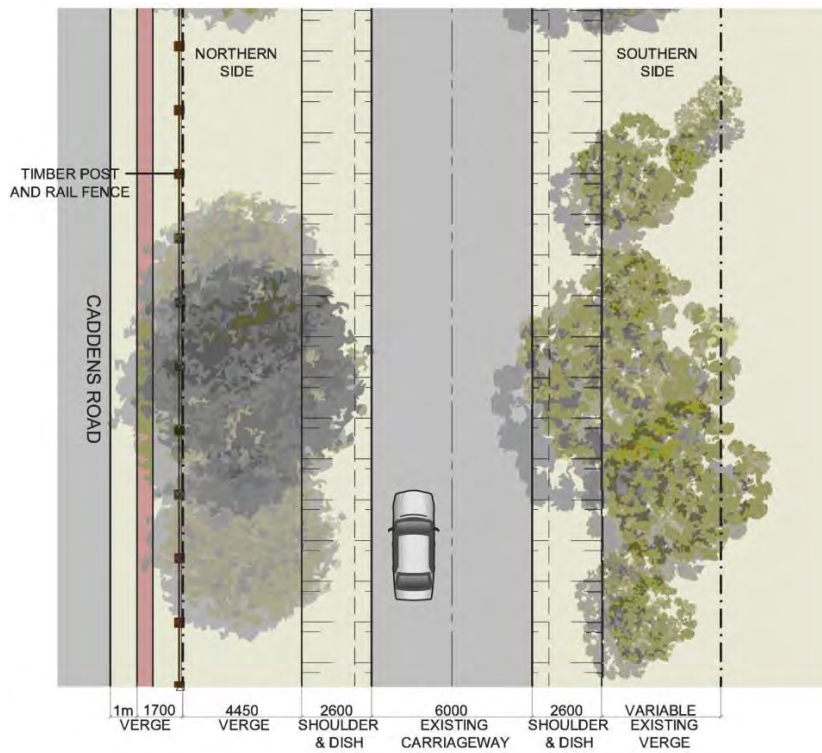 NORTHERN
SIDE
SOUTHERN
SIDE
TIMBER POST
AND RAIL FENCE
CADDENS ROAD
1m 1700 4450 2600 6000 2600 VARIABLE
VERGE VERGE SHOULDER EXISTING SHOULDER EXISTING
& DISH CARRIAGEWAY & DISH VERGE